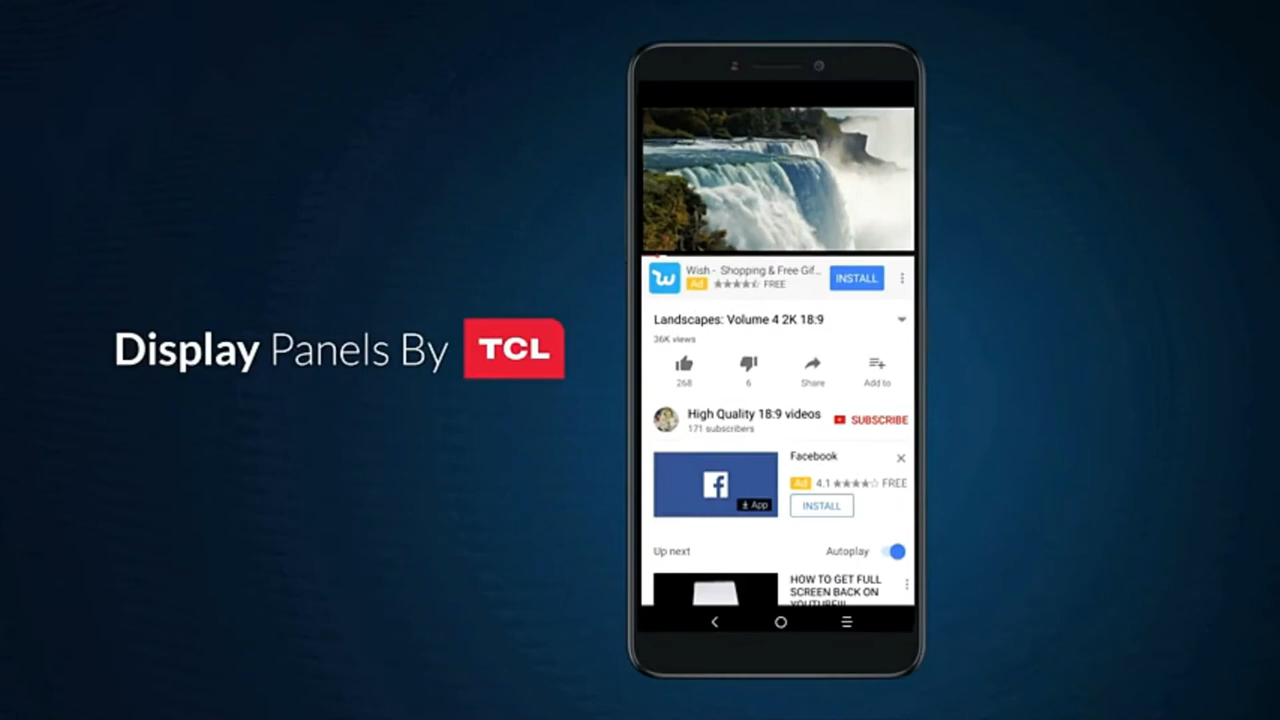 Display Panels By TCL
Wish - Shopping & Free Gif...
Ad FREE
INSTALL
Landscapes: Volume 4 2K 18:9
36K views
268
6
Share
Add to
High Quality 18:9 videos
171 subscribers
SUBSCRIBE
Facebook
Ad 4.1 FREE
App
INSTALL
Up next
Autoplay
HOW TO GET FULL
SCREEN BACK ON
YOUTUBE!!!